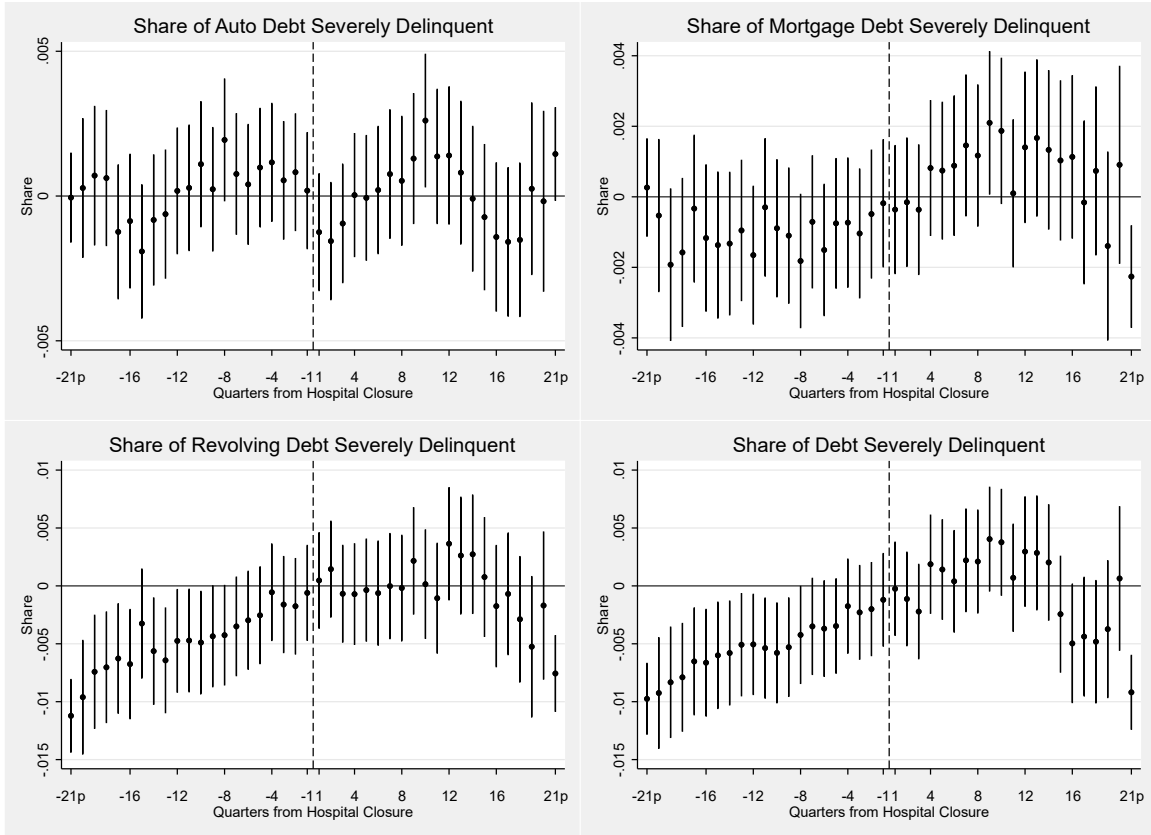 Share of Auto Debt Severely Delinquent
.005
0
-.005
Share
-21p -16 -12 -8 -4 -11 4 8 12 16 21p
Quarters from Hospital Closure
Share of Mortgage Debt Severely Delinquent
.004
.002
0
-.002
-.004
Share
-21p -16 -12 -8 -4 -11 4 8 12 16 21p
Quarters from Hospital Closure
Share of Revolving Debt Severely Delinquent
.01
.005
0
-.005
-.01
-.015
Share
-21p -16 -12 -8 -4 -11 4 8 12 16 21p
Quarters from Hospital Closure
Share of Debt Severely Delinquent
.01
.005
0
-.005
-.01
-.015
Share
-21p -16 -12 -8 -4 -11 4 8 12 16 21p
Quarters from Hospital Closure